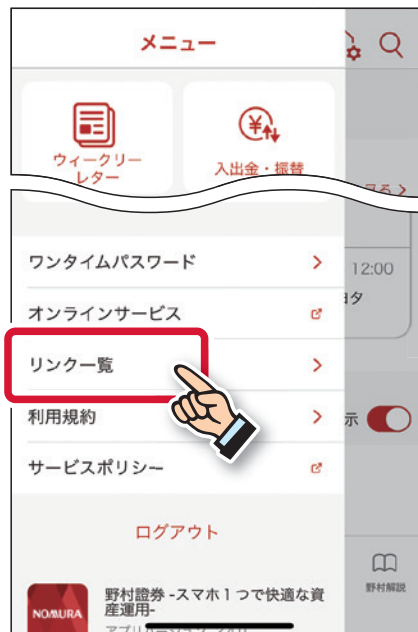 メニュー
ウィークリー
レター
入出金・振替
ワンタイムパスワード
12:00
オンラインサービス
リンク一覧
利用規約
示
サービスポリシー
ログアウト
野村解説
NOMURA
野村證券 -スマホ1つで快適な資
産運用-